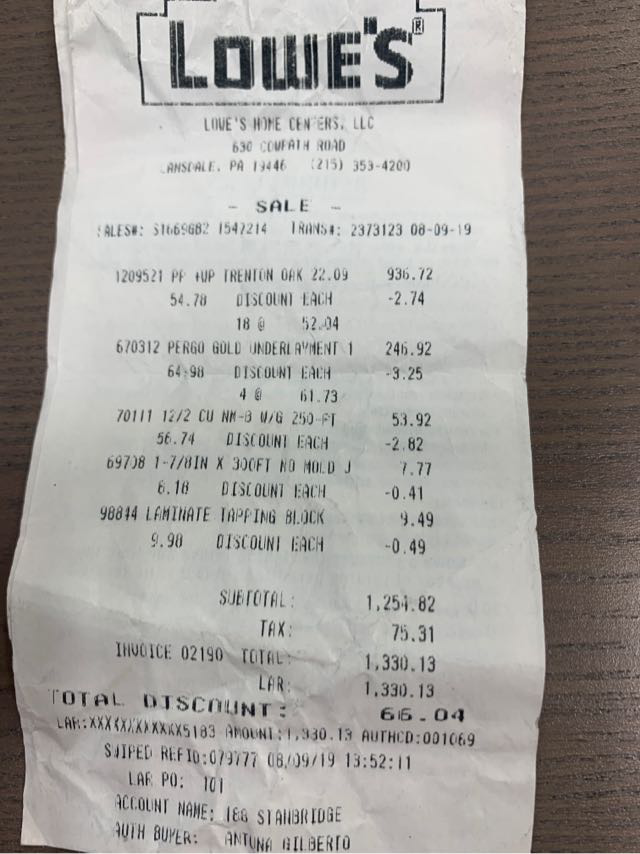 LOWE'S®
LOWE'S HOME CENTERS, LLC
630 COWPATH ROAD
LANSDALE, PA 19446 (215) 353-4200
- SALE -
SALES#: S1669GB2 1547214 TRANS#: 2373123 08-09-19
1209521 PF +UP TRENTON OAK 22.09 936.72
54.78 DISCOUNT EACH -2.74
18 @ 52.04
670312 PERGO GOLD UNDERLAYMENT 1 246.92
64.98 DISCOUNT EACH -3.25
4 @ 61.73
70111 12/2 CU NM-B W/G 250-FT 53.92
56.74 DISCOUNT EACH -2.82
69708 1-7/8IN X 300FT NO MOLD J 7.77
8.18 DISCOUNT EACH -0.41
98844 LAMINATE TAPPING BLOCK 9.49
9.98 DISCOUNT EACH -0.49
SUBTOTAL: 1,254.82
TAX: 75.31
INVOICE 02190 TOTAL: 1,330.13
LAR: 1,330.13
TOTAL DISCOUNT: 66.04
LAR:XXXXXXXXXXXX5183 AMOUNT:1,330.13 AUTHCD:001069
SWIPED REFID:079777 08/09/19 13:52:11
LAR PO: 101
ACCOUNT NAME: 188 STANBRIDGE
AUTH BUYER: ANTUNA GILBERTO